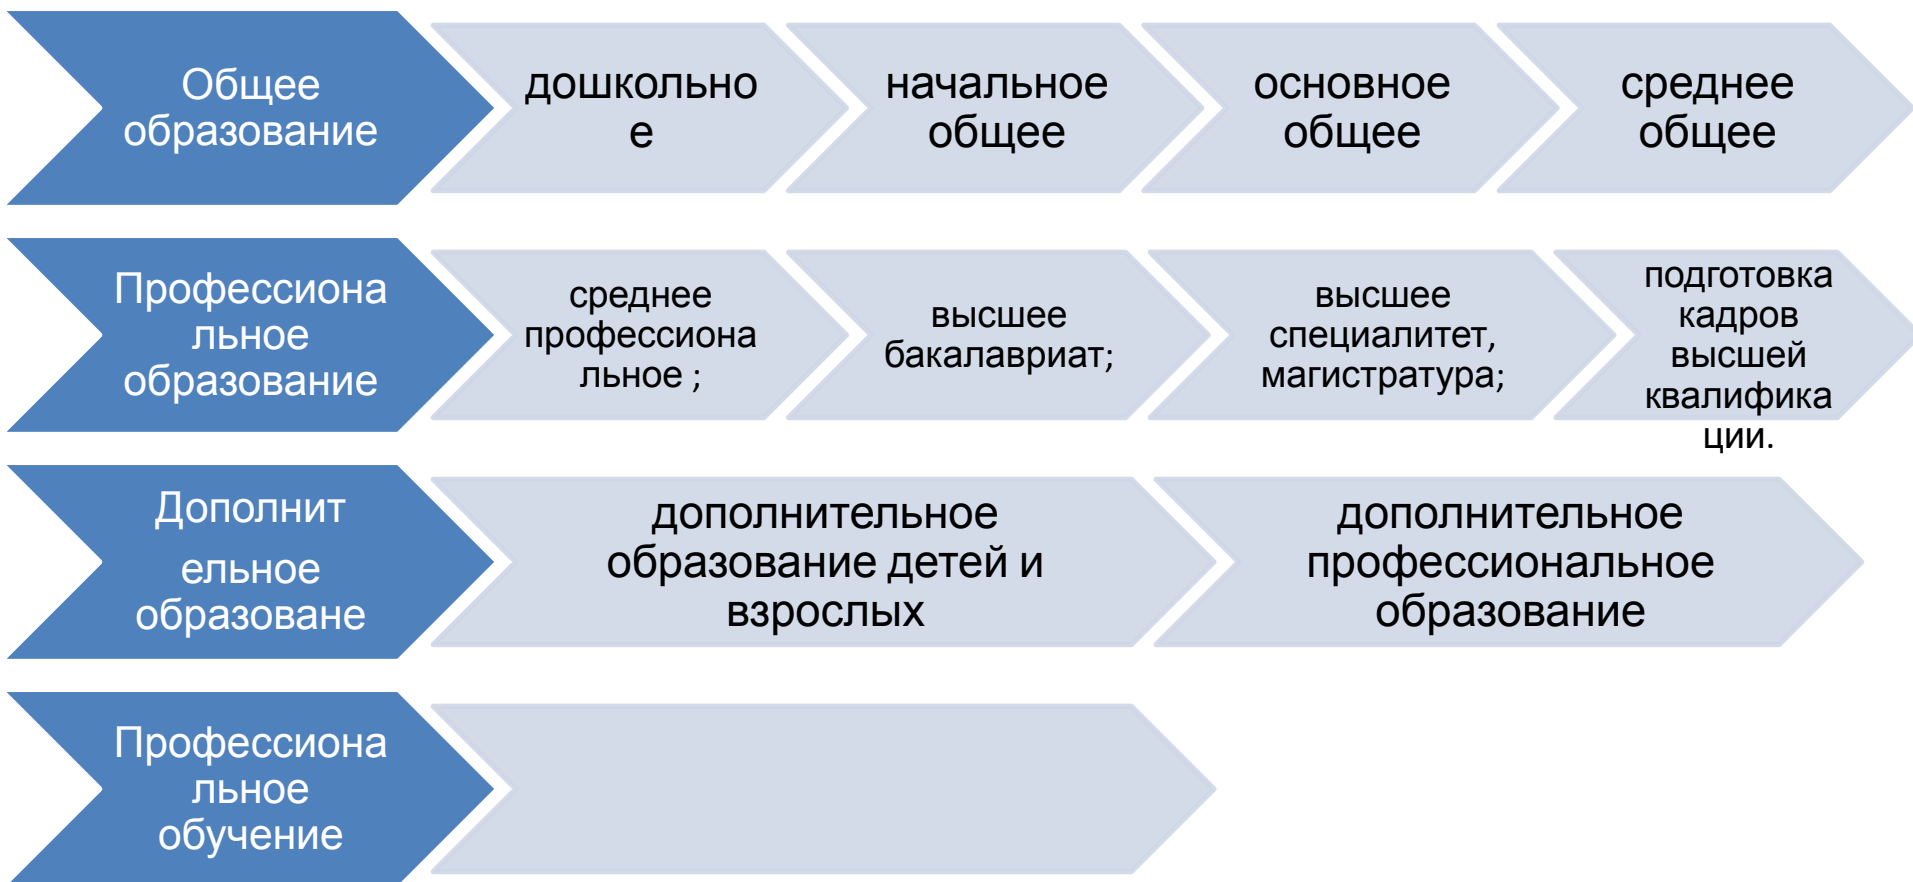 Общее
образование
дошкольно
е
начальное
общее
основное
общее
среднее
общее
Профессиона
льное
образование
среднее
профессиона
льное ;
высшее
бакалавриат;
высшее
специалитет,
магистратура;
подготовка
кадров
высшей
квалифика
ции.
Дополнит
ельное
образоване
дополнительное
образование детей и
взрослых
дополнительное
профессиональное
образование
Профессиона
льное
обучение